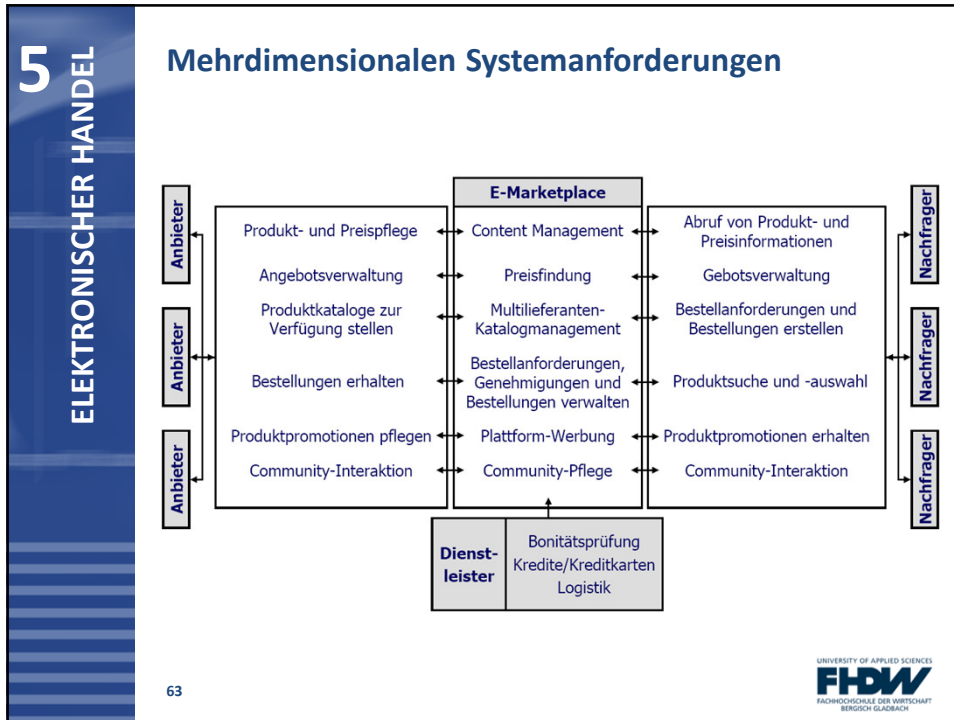 5
ELEKTRONISCHER HANDEL
Mehrdimensionalen Systemanforderungen
Anbieter
Anbieter
Anbieter
Produkt- und Preispflege
Angebotsverwaltung
Produktkataloge zur
Verfügung stellen
Bestellungen erhalten
Produktpromotionen pflegen
Community-Interaktion
E-Marketplace
Content Management
Preisfindung
Multilieferanten-
Katalogmanagement
Bestellanforderungen,
Genehmigungen und
Bestellungen verwalten
Plattform-Werbung
Community-Pflege
Abruf von Produkt- und
Preisinformationen
Gebotsverwaltung
Bestellanforderungen und
Bestellungen erstellen
Produktsuche und -auswahl
Produktpromotionen erhalten
Community-Interaktion
Nachfrager
Nachfrager
Nachfrager
Dienst-
leister
Bonitätsprüfung
Kredite/Kreditkarten
Logistik
63
UNIVERSITY OF APPLIED SCIENCES
FHDW
FACHHOCHSCHULE DER WIRTSCHAFT
BERGISCH GLADBACH